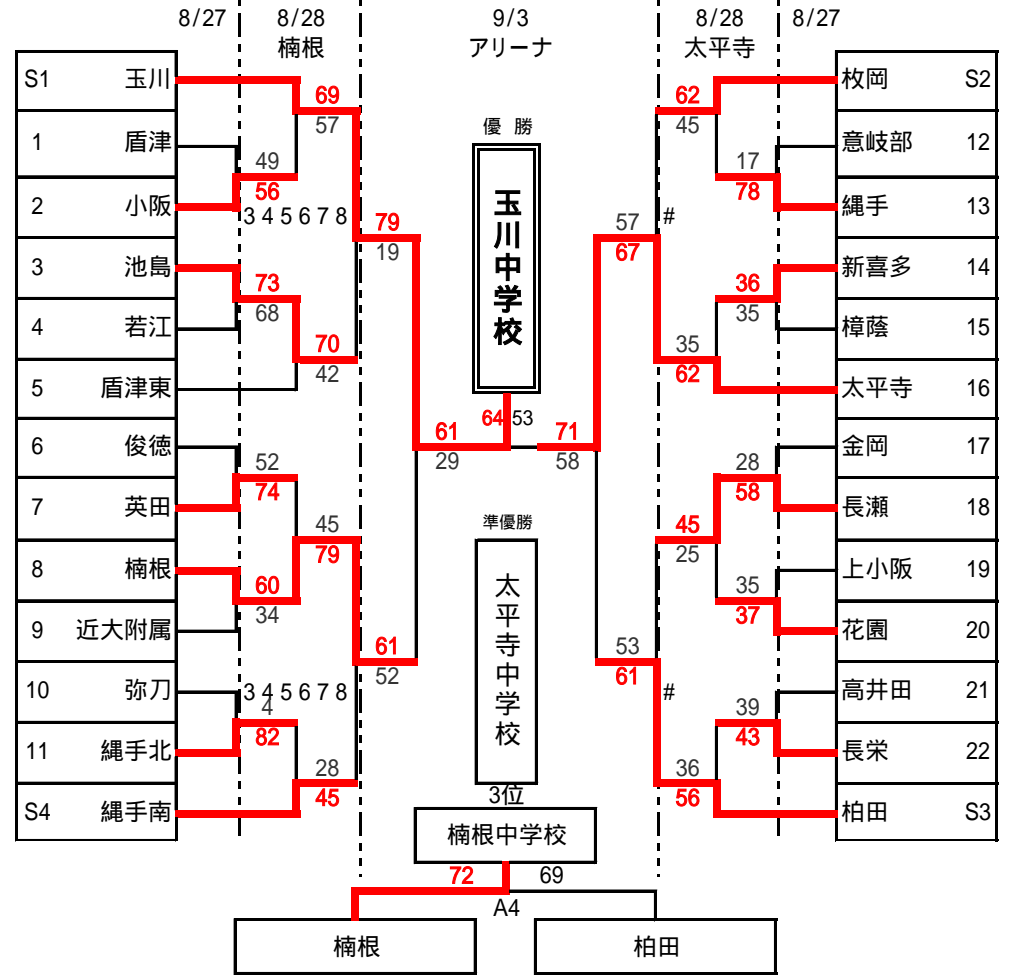 8/27 8/28 9/3 8/28 8/27
楠根 アリーナ 太平寺
S1 玉川
1 盾津
2 小阪
3 池島
4 若江
5 盾津東
6 俊徳
7 英田
8 楠根
9 近大附属
10 弥刀
11 縄手北
S4 縄手南
69
57
49
56
3 4 5 6 7 8
73
68
70
42
52
74
45
79
60
34
3 4 5 6 7 8
4
82
28
45
79
19
61
52
61
29
優 勝
玉川中学校
64 53
準優勝
太平寺中学校
3位
楠根中学校
72 69
A4
楠根 柏田
71
58
57
67
#
53
61
#
62
45
17
78
36
35
35
62
28
58
45
25
35
37
39
43
36
56
枚岡 S2
意岐部 12
縄手 13
新喜多 14
樟蔭 15
太平寺 16
金岡 17
長瀬 18
上小阪 19
花園 20
高井田 21
長栄 22
柏田 S3